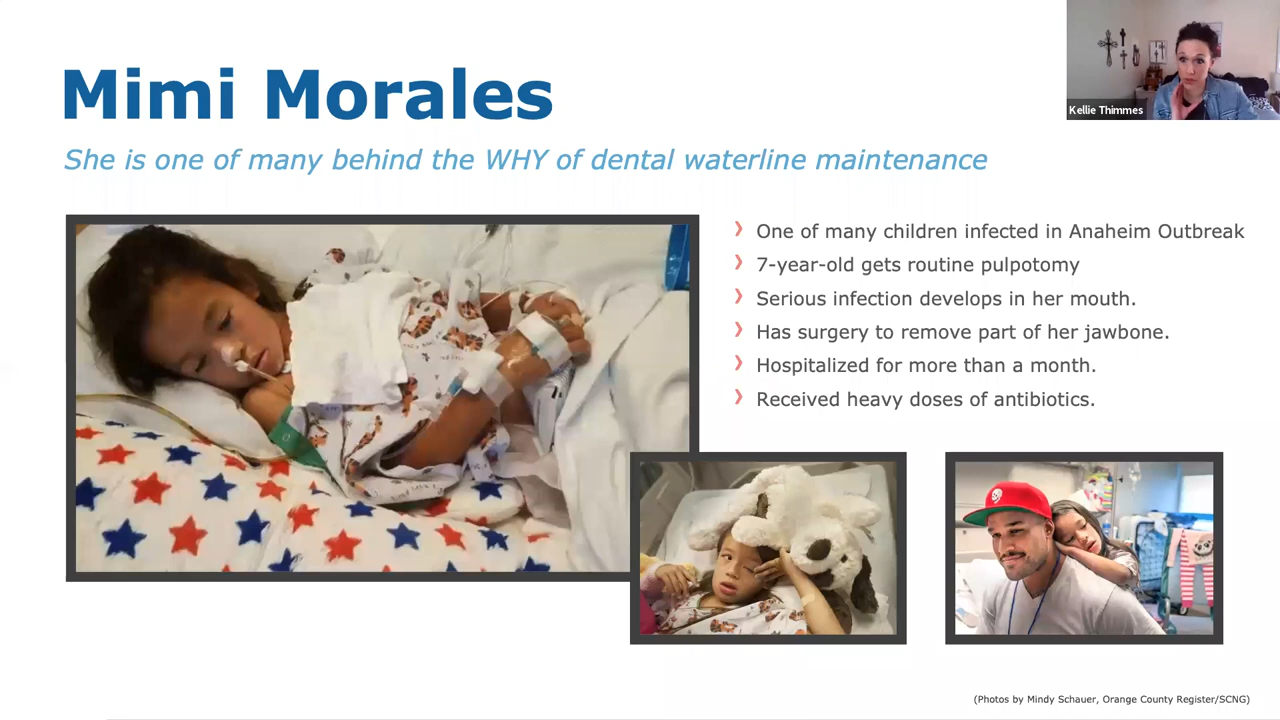 Mimi Morales
She is one of many behind the WHY of dental waterline maintenance
Kellie Thimmes
❯ One of many children infected in Anaheim Outbreak
❯ 7-year-old gets routine pulpotomy
❯ Serious infection develops in her mouth.
❯ Has surgery to remove part of her jawbone.
❯ Hospitalized for more than a month.
❯ Received heavy doses of antibiotics.
(Photos by Mindy Schauer, Orange County Register/SCNG)